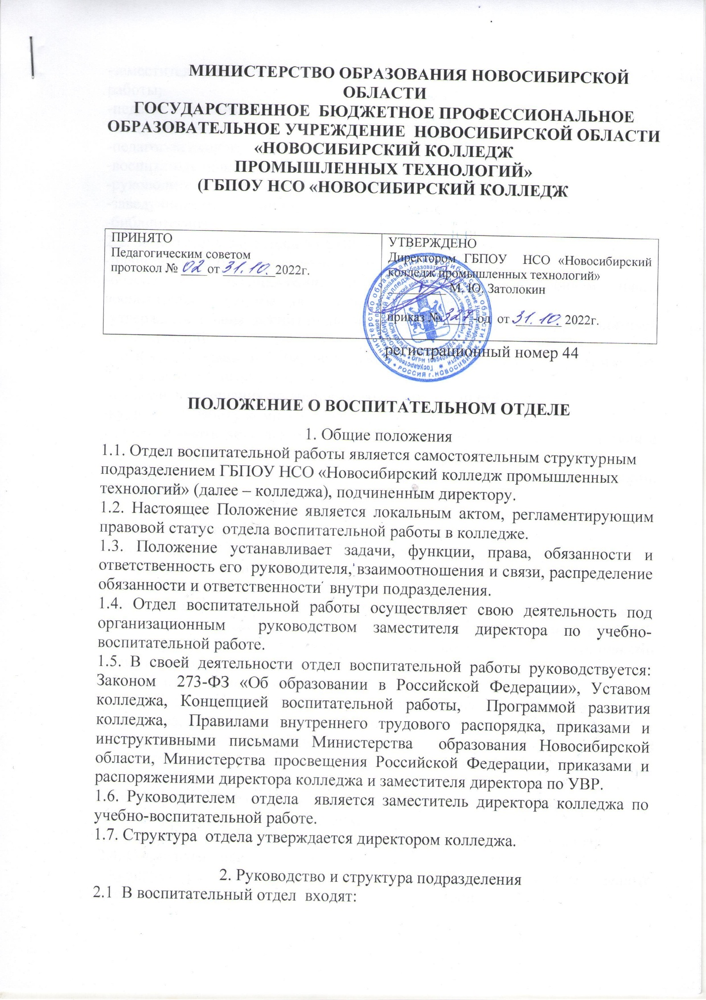 МИНИСТЕРСТВО ОБРАЗОВАНИЯ НОВОСИБИРСКОЙ
ОБЛАСТИ
ГОСУДАРСТВЕННОЕ БЮДЖЕТНОЕ ПРОФЕССИОНАЛЬНОЕ
ОБРАЗОВАТЕЛЬНОЕ УЧРЕЖДЕНИЕ НОВОСИБИРСКОЙ ОБЛАСТИ
«НОВОСИБИРСКИЙ КОЛЛЕДЖ
ПРОМЫШЛЕННЫХ ТЕХНОЛОГИЙ»
(ГБПОУ НСО «НОВОСИБИРСКИЙ КОЛЛЕДЖ
ПРИНЯТО
Педагогическим советом
протокол № 02 от 31.10. 2022г.
УТВЕРЖДЕНО
Директором ГБПОУ НСО «Новосибирский
колледж промышленных технологий»
М. Ю. Затолокин
приказ № 327 -од от 31.10. 2022г.
регистрационный номер 44
Министерство образования Новосибирской области • РОССИЯ г.НОВОСИБИРСК
ПОЛОЖЕНИЕ О ВОСПИТАТЕЛЬНОМ ОТДЕЛЕ
1. Общие положения
1.1. Отдел воспитательной работы является самостоятельным структурным
подразделением ГБПОУ НСО «Новосибирский колледж промышленных
технологий» (далее – колледжа), подчиненным директору.
1.2. Настоящее Положение является локальным актом, регламентирующим
правовой статус отдела воспитательной работы в колледже.
1.3. Положение устанавливает задачи, функции, права, обязанности и
ответственность его руководителя, взаимоотношения и связи, распределение
обязанности и ответственности внутри подразделения.
1.4. Отдел воспитательной работы осуществляет свою деятельность под
организационным руководством заместителя директора по учебно-
воспитательной работе.
1.5. В своей деятельности отдел воспитательной работы руководствуется:
Законом 273-ФЗ «Об образовании в Российской Федерации», Уставом
колледжа, Концепцией воспитательной работы, Программой развития
колледжа, Правилами внутреннего трудового распорядка, приказами и
инструктивными письмами Министерства образования Новосибирской
области, Министерства просвещения Российской Федерации, приказами и
распоряжениями директора колледжа и заместителя директора по УВР.
1.6. Руководителем отдела является заместитель директора колледжа по
учебно-воспитательной работе.
1.7. Структура отдела утверждается директором колледжа.
2. Руководство и структура подразделения
2.1 В воспитательный отдел входят: